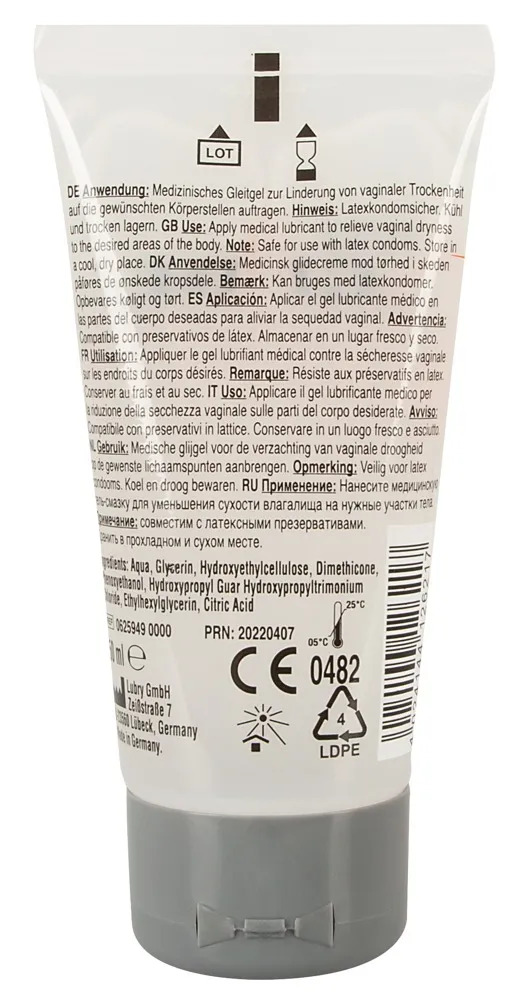 LOT
DE Anwendung: Medizinisches Gleitgel zur Linderung von vaginaler Trockenheit
auf die gewünschten Körperstellen auftragen. Hinweis: Latexkondomsicher. Kühl
und trocken lagern. GB Use: Apply medical lubricant to relieve vaginal dryness
to the desired areas of the body. Note: Safe for use with latex condoms. Store in
a cool, dry place. DK Anvendelse: Medicinsk glidecreme mod tørhed i skeden
påføres de ønskede kropsdele. Bemærk: Kan bruges med latexkondomer.
Opbevares køligt og tørt. ES Aplicación: Aplicar el gel lubricante médico en
las partes del cuerpo deseadas para aliviar la sequedad vaginal. Advertencia:
Compatible con preservativos de látex. Almacenar en un lugar fresco y seco.
FR Utilisation: Appliquer le gel lubrifiant médical contre la sécheresse vaginale
sur les endroits du corps désirés. Remarque: Résiste aux préservatifs en latex.
Conserver au frais et au sec. IT Uso: Applicare il gel lubrificante medico per
la riduzione della secchezza vaginale sulle parti del corpo desiderate. Avviso:
Compatibile con preservativi in lattice. Conservare in un luogo fresco e asciutto.
NL Gebruik: Medische glijgel voor de verzachting van vaginale droogheid
op de gewenste lichaamspunten aanbrengen. Opmerking: Veilig voor latex
condooms. Koel en droog bewaren. RU Применение: Нанесите медицинскую
гель-смазку для уменьшения сухости влагалища на нужные участки тела.
Примечание: совместим с латексными презервативами.
Хранить в прохладном и сухом месте.
Ingredients: Aqua, Glycerin, Hydroxyethylcellulose, Dimethicone,
Phenoxyethanol, Hydroxypropyl Guar Hydroxypropyltrimonium
Chloride, Ethylhexylglycerin, Citric Acid
0625949 0000 PRN: 20220407
05°C 25°C
50 ml e
CE 0482
Lubry GmbH
Zeißstraße 7
23560 Lübeck, Germany
Made in Germany.
4
LDPE